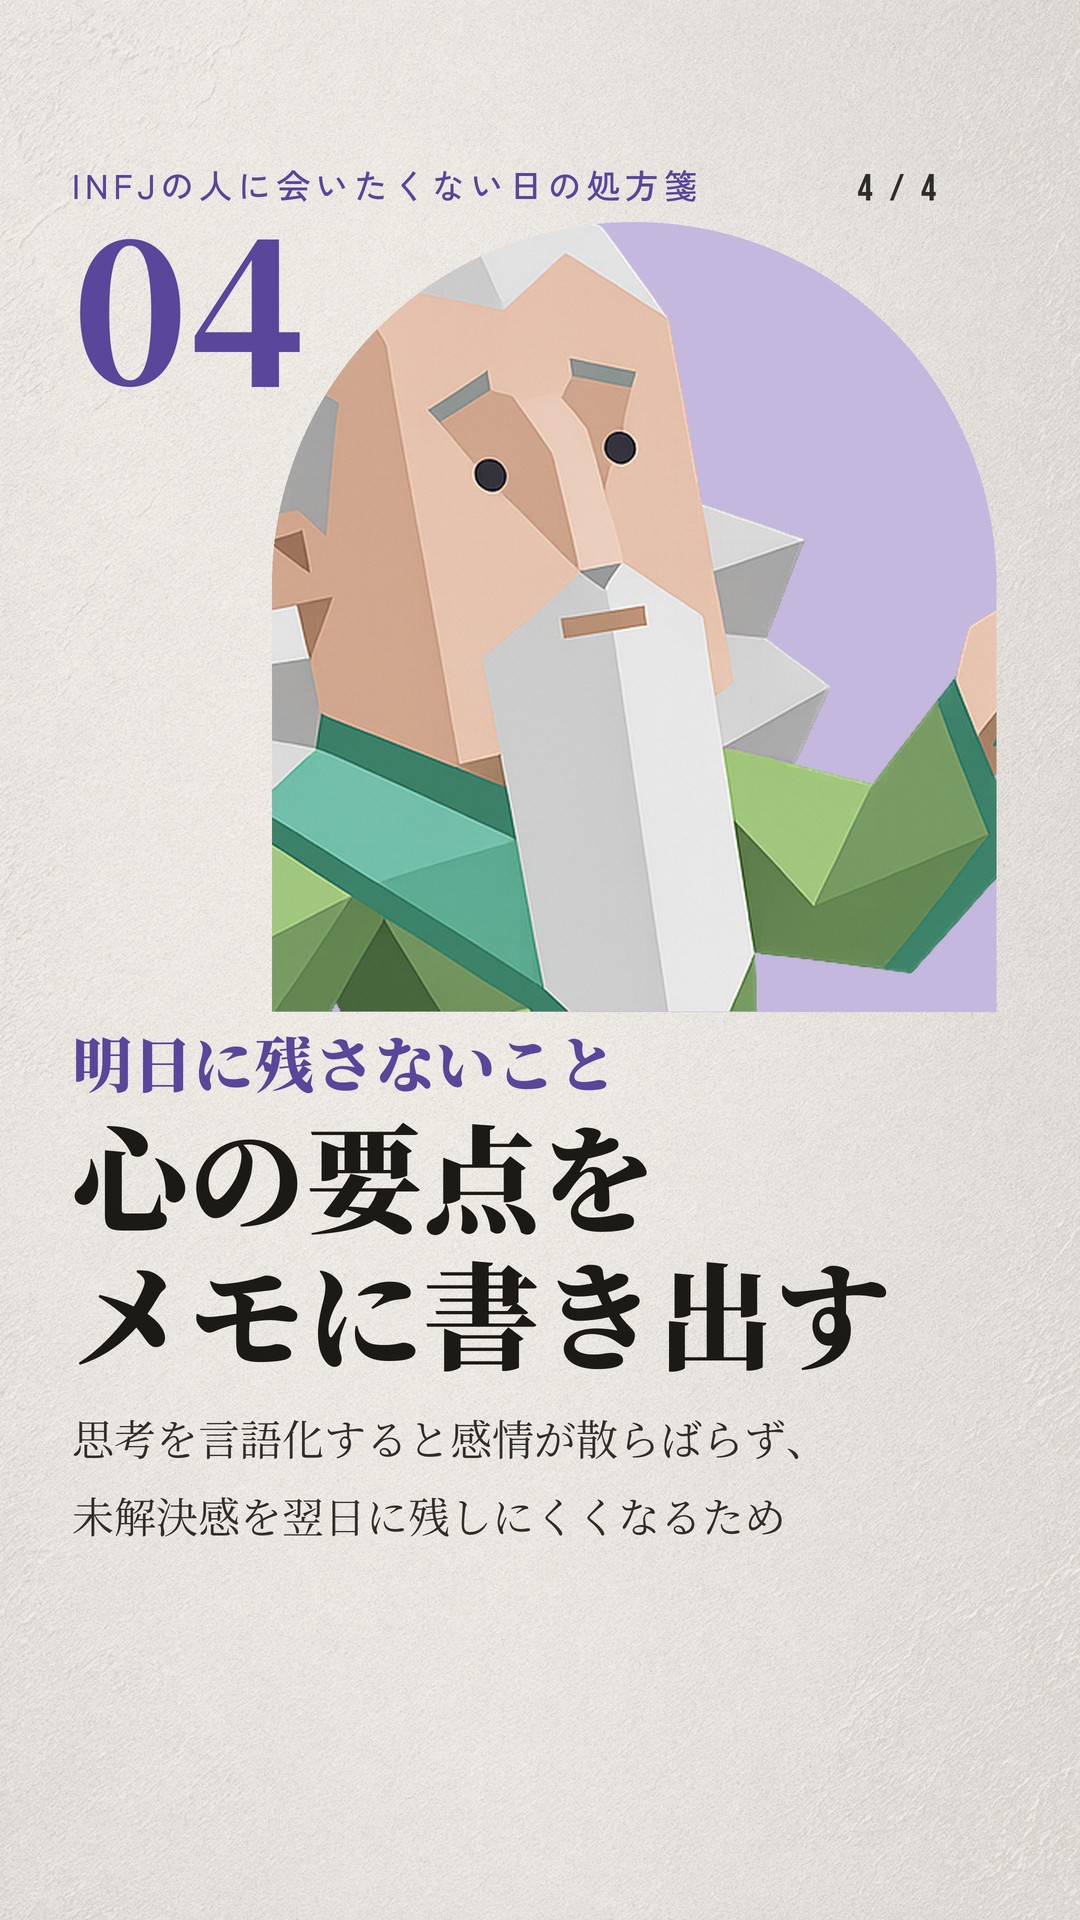 INFJの人に会いたくない日の処方箋
4 / 4
04
明日に残さないこと
心の要点を
メモに書き出す
思考を言語化すると感情が散らばらず、
未解決感を翌日に残しにくくなるため